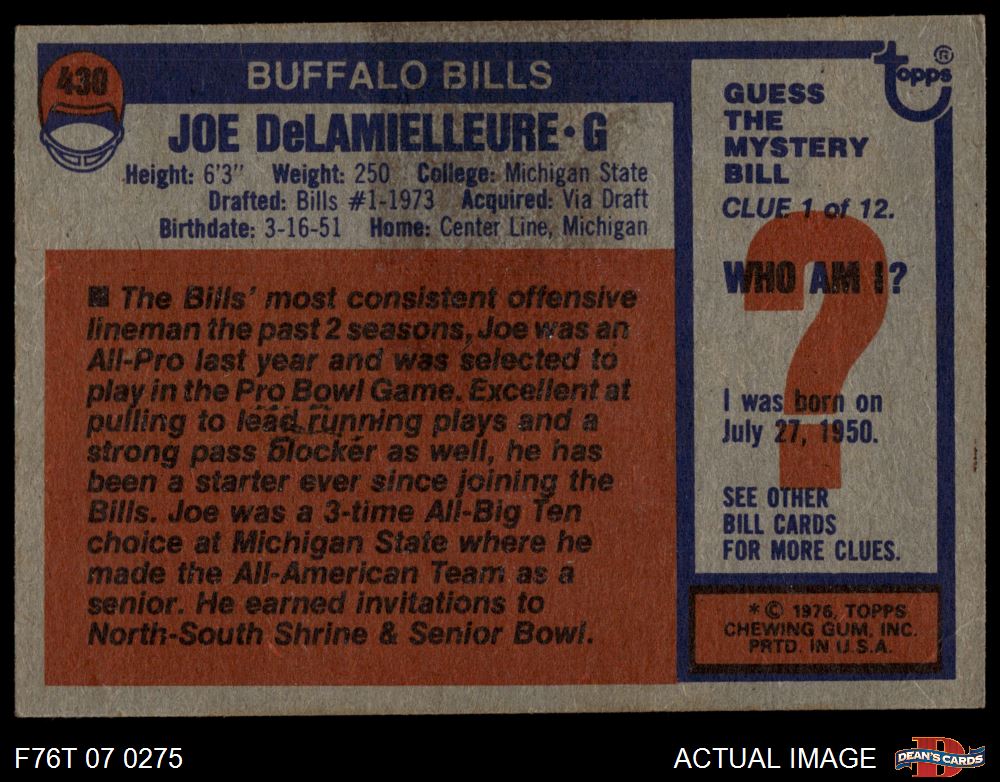 430
BUFFALO BILLS
JOE DeLAMIELLEURE • G
Height: 6'3" Weight: 250 College: Michigan State
Drafted: Bills #1-1973 Acquired: Via Draft
Birthdate: 3-16-51 Home: Center Line, Michigan
■ The Bills' most consistent offensive
lineman the past 2 seasons, Joe was an
All-Pro last year and was selected to
play in the Pro Bowl Game. Excellent at
pulling to lead running plays and a
strong pass blocker as well, he has
been a starter ever since joining the
Bills. Joe was a 3-time All-Big Ten
choice at Michigan State where he
made the All-American Team as a
senior. He earned invitations to
North-South Shrine & Senior Bowl.
Topps ®
GUESS
THE
MYSTERY
BILL
CLUE 1 of 12.
?
WHO AM I?
I was born on
July 27, 1950.
SEE OTHER
BILL CARDS
FOR MORE CLUES.
* © 1976, TOPPS
CHEWING GUM, INC.
PRTD. IN U.S.A.
F76T 07 0275
ACTUAL IMAGE
D
DEAN'S CARDS